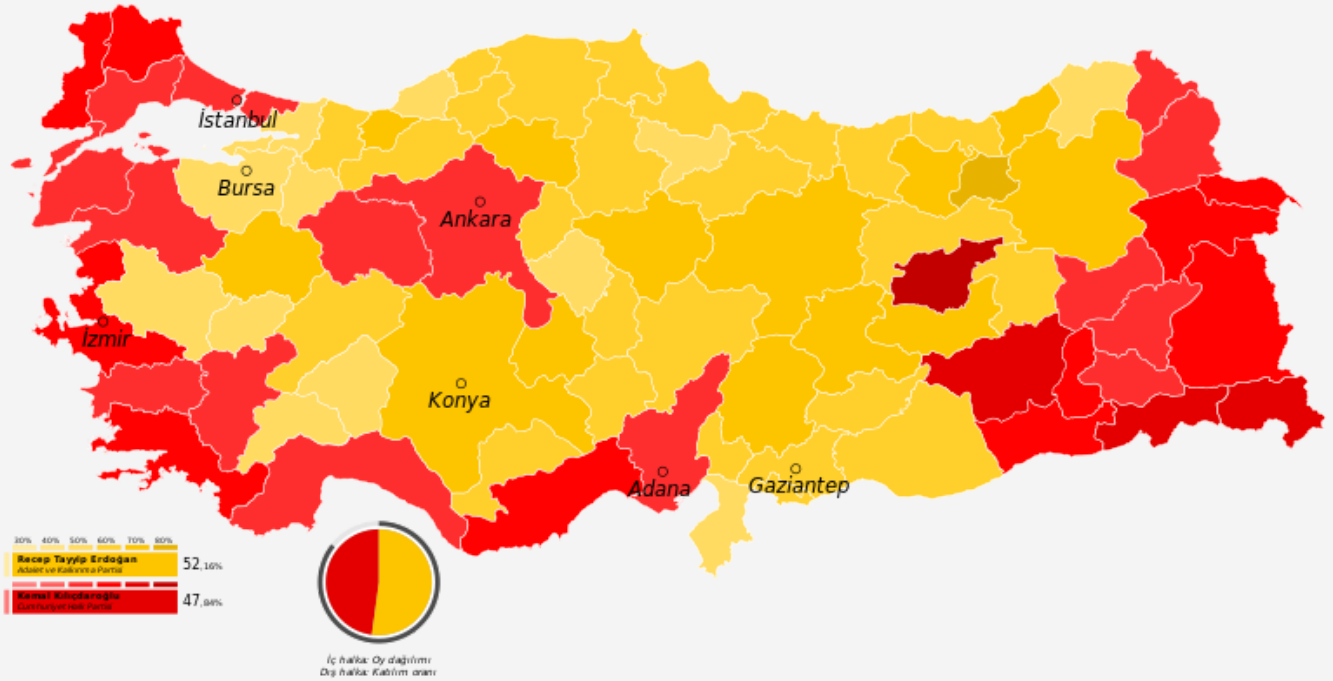 İstanbul
Bursa
Ankara
İzmir
Konya
Adana
Gaziantep
30% 40% 50% 60% 70% 80%
Recep Tayyip Erdoğan
Adalet ve Kalkınma Partisi
52,16%
Kemal Kılıçdaroğlu
Cumhuriyet Halk Partisi
47,84%
İç halka: Oy dağılımı
Dış halka: Katılım oranı